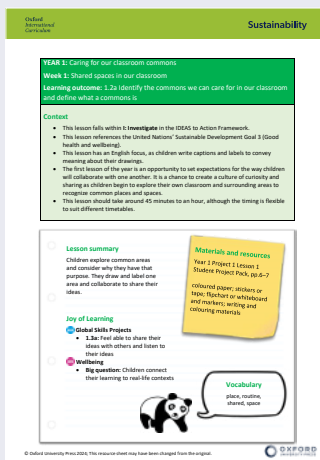 Oxford
International
Curriculum
Sustainability
YEAR 1: Caring for our classroom commons
Week 1: Shared spaces in our classroom
Learning outcome: 1.2a Identify the commons we can care for in our classroom
and define what a commons is
Context
• This lesson falls within I: Investigate in the IDEAS to Action Framework.
• This lesson references the United Nations' Sustainable Development Goal 3 (Good
health and wellbeing).
• This lesson has an English focus, as children write captions and labels to convey
meaning about their drawings.
• The first lesson of the year is an opportunity to set expectations for the way children
will collaborate with one another. It is a chance to create a culture of curiosity and
sharing as children begin to explore their own classroom and surrounding areas to
recognize common places and spaces.
• This lesson should take around 45 minutes to an hour, although the timing is flexible
to suit different timetables.
Lesson summary
Children explore common areas
and consider why they have that
purpose. They draw and label one
area and collaborate to share their
ideas.
Joy of Learning
Global Skills Projects
• 1.3a: Feel able to share their
ideas with others and listen to
their ideas
Wellbeing
• Big question: Children connect
their learning to real-life contexts
Materials and resources
Year 1 Project 1 Lesson 1
Student Project Pack, pp.6–7
coloured paper; stickers or
tape; flipchart or whiteboard
and markers; writing and
colouring materials
Vocabulary
place, routine,
shared, space
© Oxford University Press 2024; This resource sheet may have been changed from the original.
OXFORD
UNIVERSITY PRESS